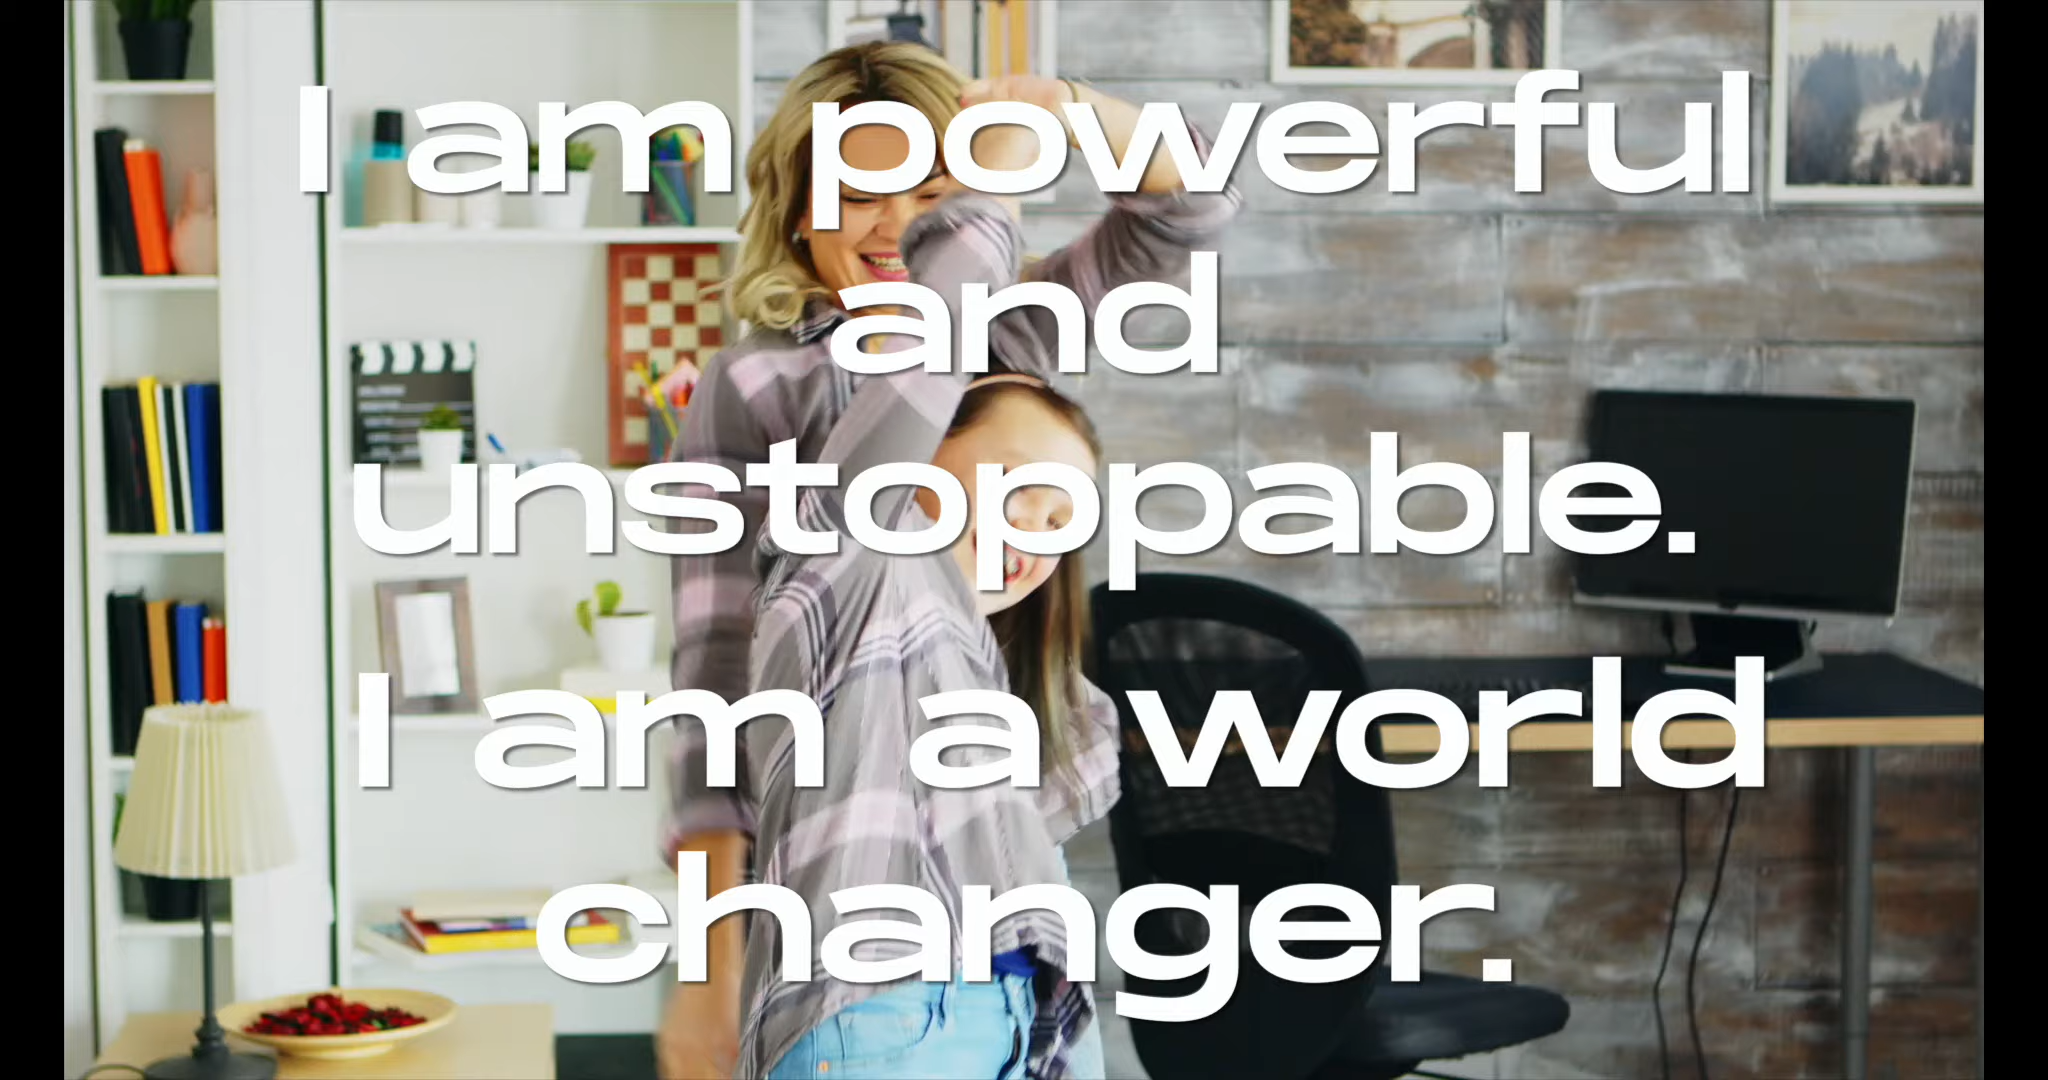 I am powerful
and
unstoppable.
I am a world
changer.